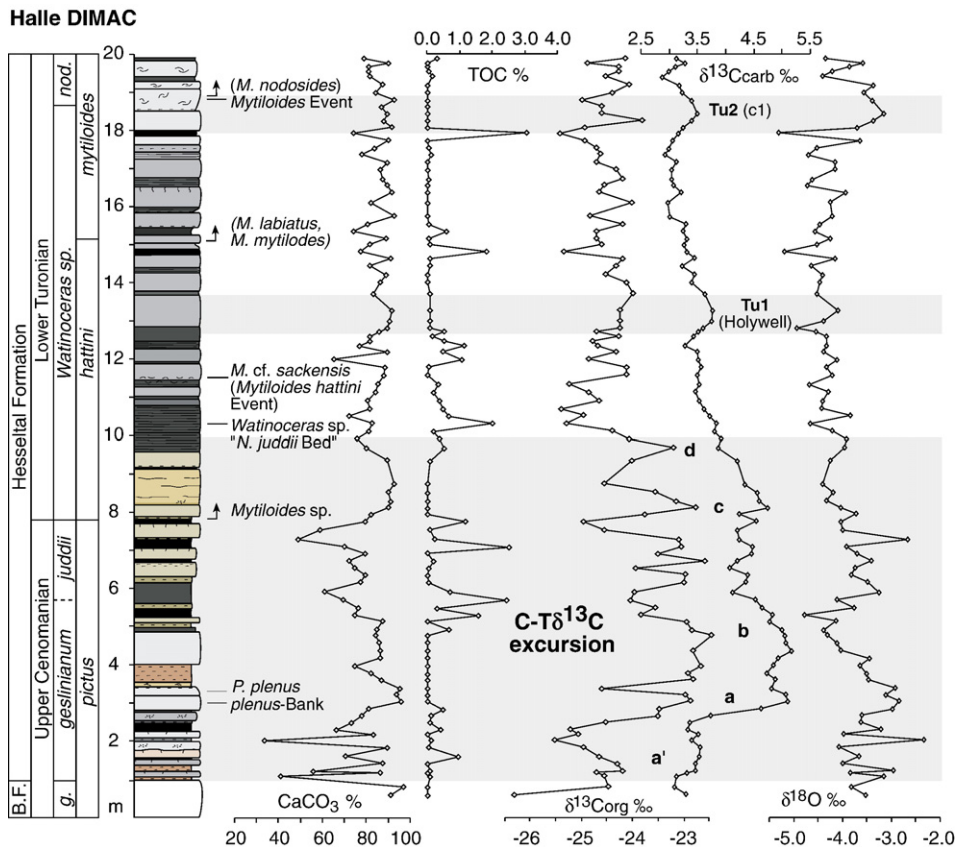 Halle DIMAC
0.0 1.0 2.0 3.0 4.0
2.5 3.5 4.5 5.5
TOC %
δ13Ccarb ‰
20
18
16
14
12
10
8
6
4
2
m
Hesseltal Formation
B.F.
Lower Turonian
Upper Cenomanian
Watinoceras sp.
nod.
mytiloides
hattini
juddii
geslinianum
pictus
g.
(M. nodosides)
Mytiloides Event
(M. labiatus,
M. mytilodes)
M. cf. sackensis
(Mytiloides hattini
Event)
Watinoceras sp.
"N. juddii Bed"
Mytiloides sp.
P. plenus
plenus-Bank
Tu2 (c1)
Tu1
(Holywell)
d
c
b
a
a'
C-Tδ13C
excursion
CaCO3 %
δ13Corg ‰
δ18O ‰
20 40 60 80 100
-26 -25 -24 -23
-5.0 -4.0 -3.0 -2.0